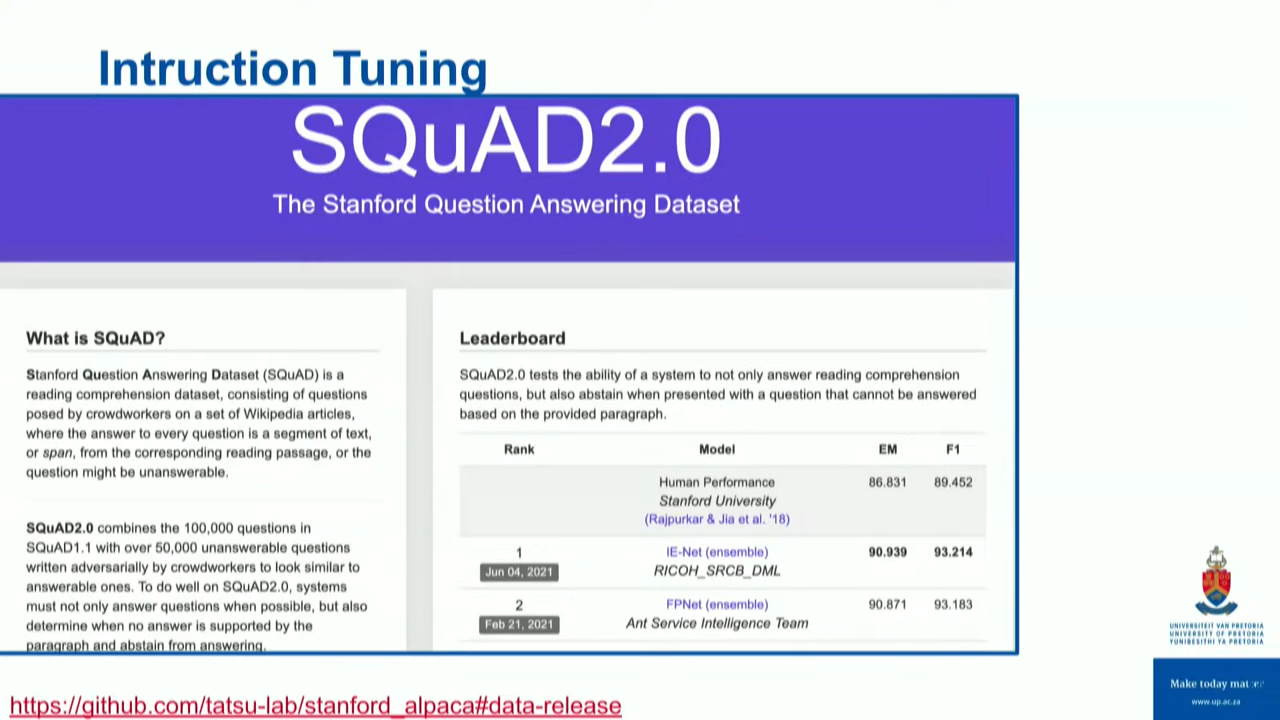 Intruction Tuning
SQuAD2.0
The Stanford Question Answering Dataset
What is SQuAD?
Stanford Question Answering Dataset (SQuAD) is a
reading comprehension dataset, consisting of questions
posed by crowdworkers on a set of Wikipedia articles,
where the answer to every question is a segment of text,
or span, from the corresponding reading passage, or the
question might be unanswerable.
SQuAD2.0 combines the 100,000 questions in
SQuAD1.1 with over 50,000 unanswerable questions
written adversarially by crowdworkers to look similar to
answerable ones. To do well on SQuAD2.0, systems
must not only answer questions when possible, but also
determine when no answer is supported by the
paragraph and abstain from answering.
Leaderboard
SQuAD2.0 tests the ability of a system to not only answer reading comprehension
questions, but also abstain when presented with a question that cannot be answered
based on the provided paragraph.
Rank Model EM F1
Human Performance 86.831 89.452
Stanford University
(Rajpurkar & Jia et al. '18)
1 IE-Net (ensemble) 90.939 93.214
Jun 04, 2021 RICOH_SRCB_DML
2 FPNet (ensemble) 90.871 93.183
Feb 21, 2021 Ant Service Intelligence Team
https://github.com/tatsu-lab/stanford_alpaca#data-release
UNIVERSITEIT VAN PRETORIA
UNIVERSITY OF PRETORIA
YUNIBESITHI YA PRETORIA
Make today matter
www.up.ac.za